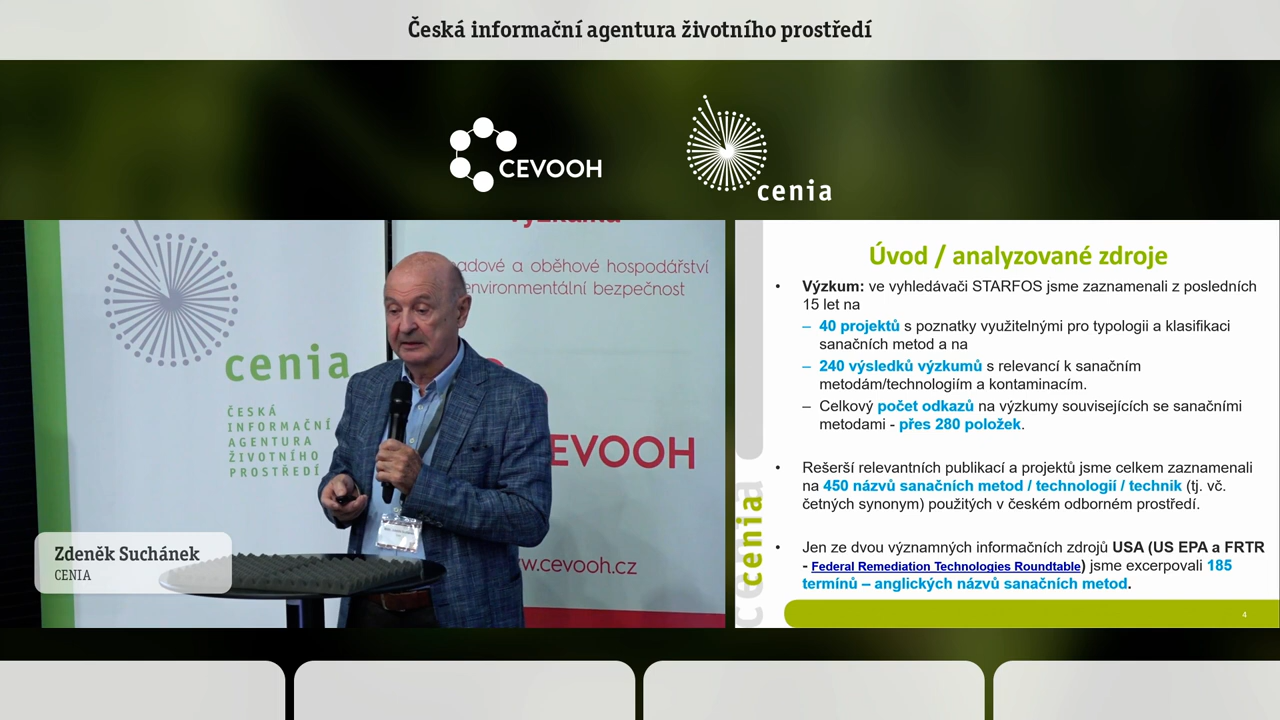 Česká informační agentura životního prostředí
CEVOOH
cenia
adové a oběhové hospodářství
environmentální bezpečnost
cenia
ČESKÁ
INFORMAČNÍ
AGENTURA
ŽIVOTNÍHO
PROSTŘEDÍ
EVOOH
www.cevooh.cz
Zdeněk Suchánek
CENIA
Úvod / analyzované zdroje
• Výzkum: ve vyhledávači STARFOS jsme zaznamenali z posledních
15 let na
– 40 projektů s poznatky využitelnými pro typologii a klasifikaci
sanačních metod a na
– 240 výsledků výzkumů s relevancí k sanačním
metodám/technologiím a kontaminacím.
– Celkový počet odkazů na výzkumy souvisejících se sanačními
metodami - přes 280 položek.
• Rešerší relevantních publikací a projektů jsme celkem zaznamenali
na 450 názvů sanačních metod / technologií / technik (tj. vč.
četných synonym) použitých v českém odborném prostředí.
• Jen ze dvou významných informačních zdrojů USA (US EPA a FRTR
- Federal Remediation Technologies Roundtable) jsme excerpovali 185
termínů – anglických názvů sanačních metod.
cenia
4